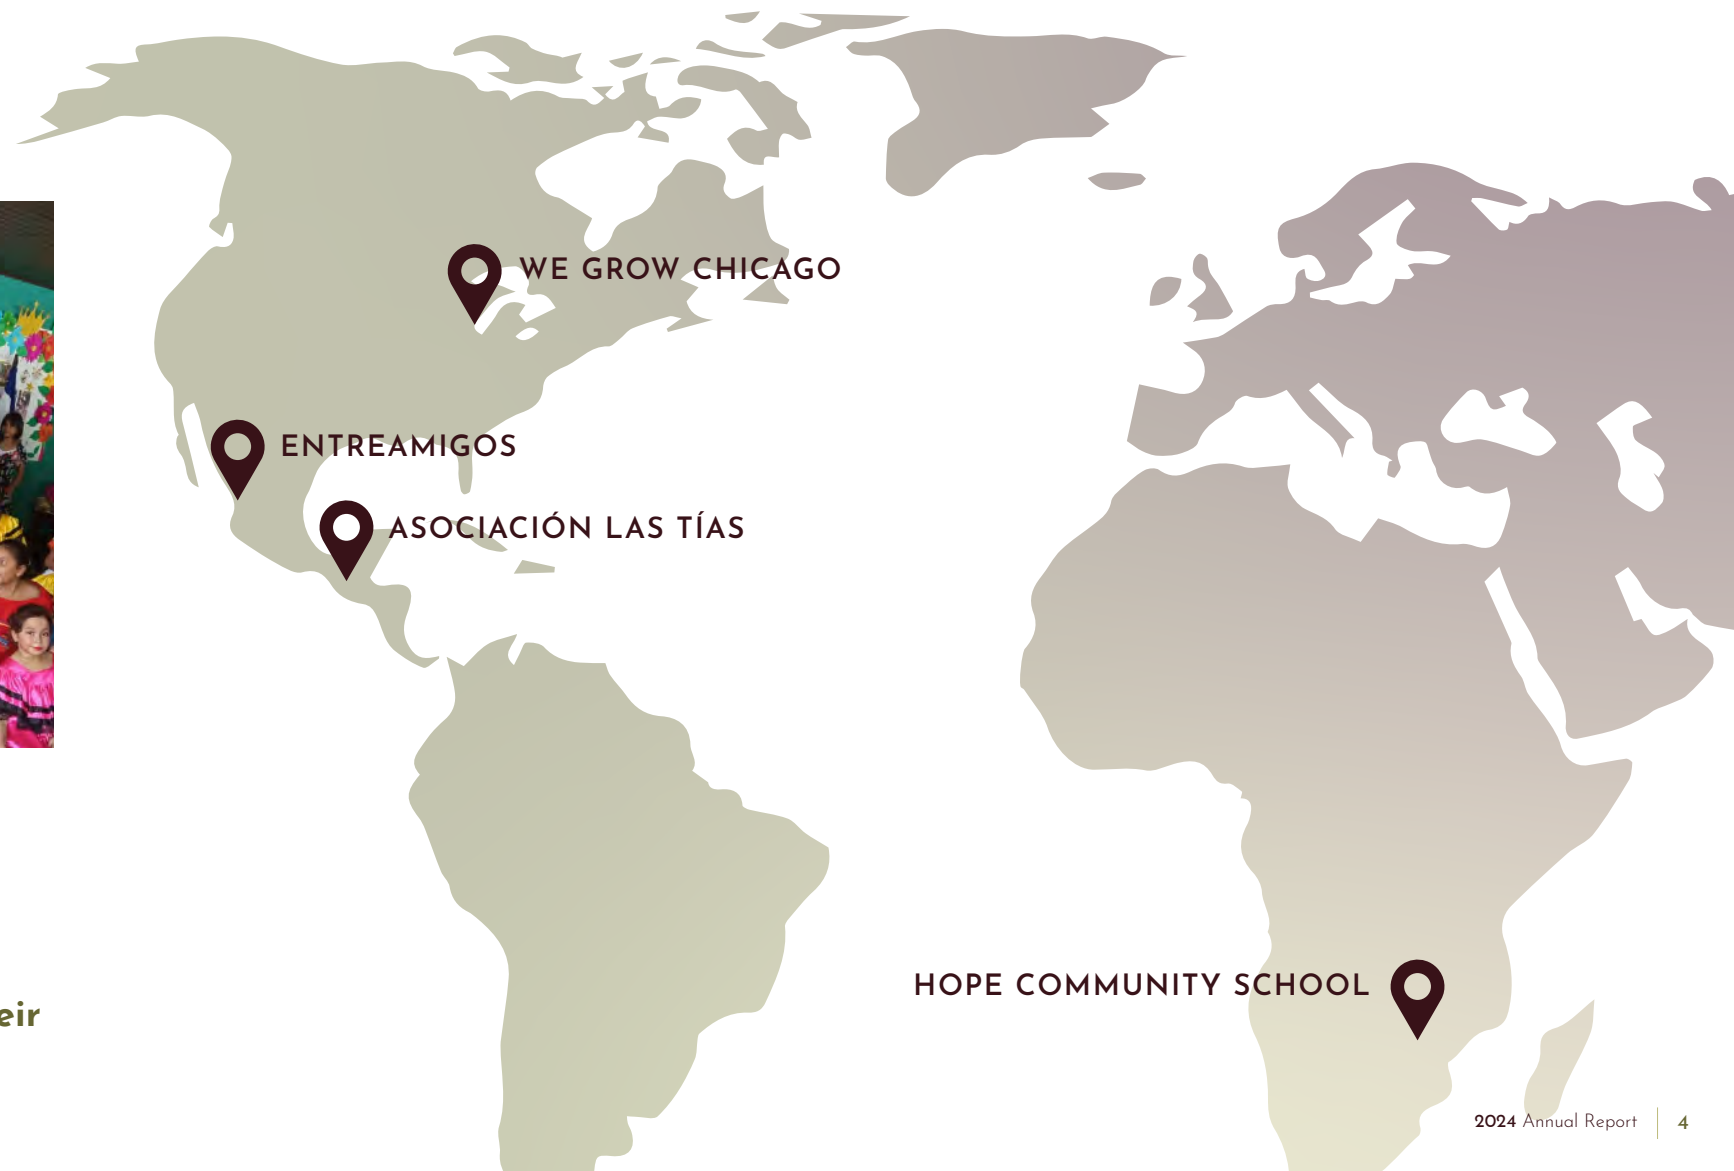 WE GROW CHICAGO
ENTREAMIGOS
ASOCIACIÓN LAS TÍAS
HOPE COMMUNITY SCHOOL
eir
2024 Annual Report 4